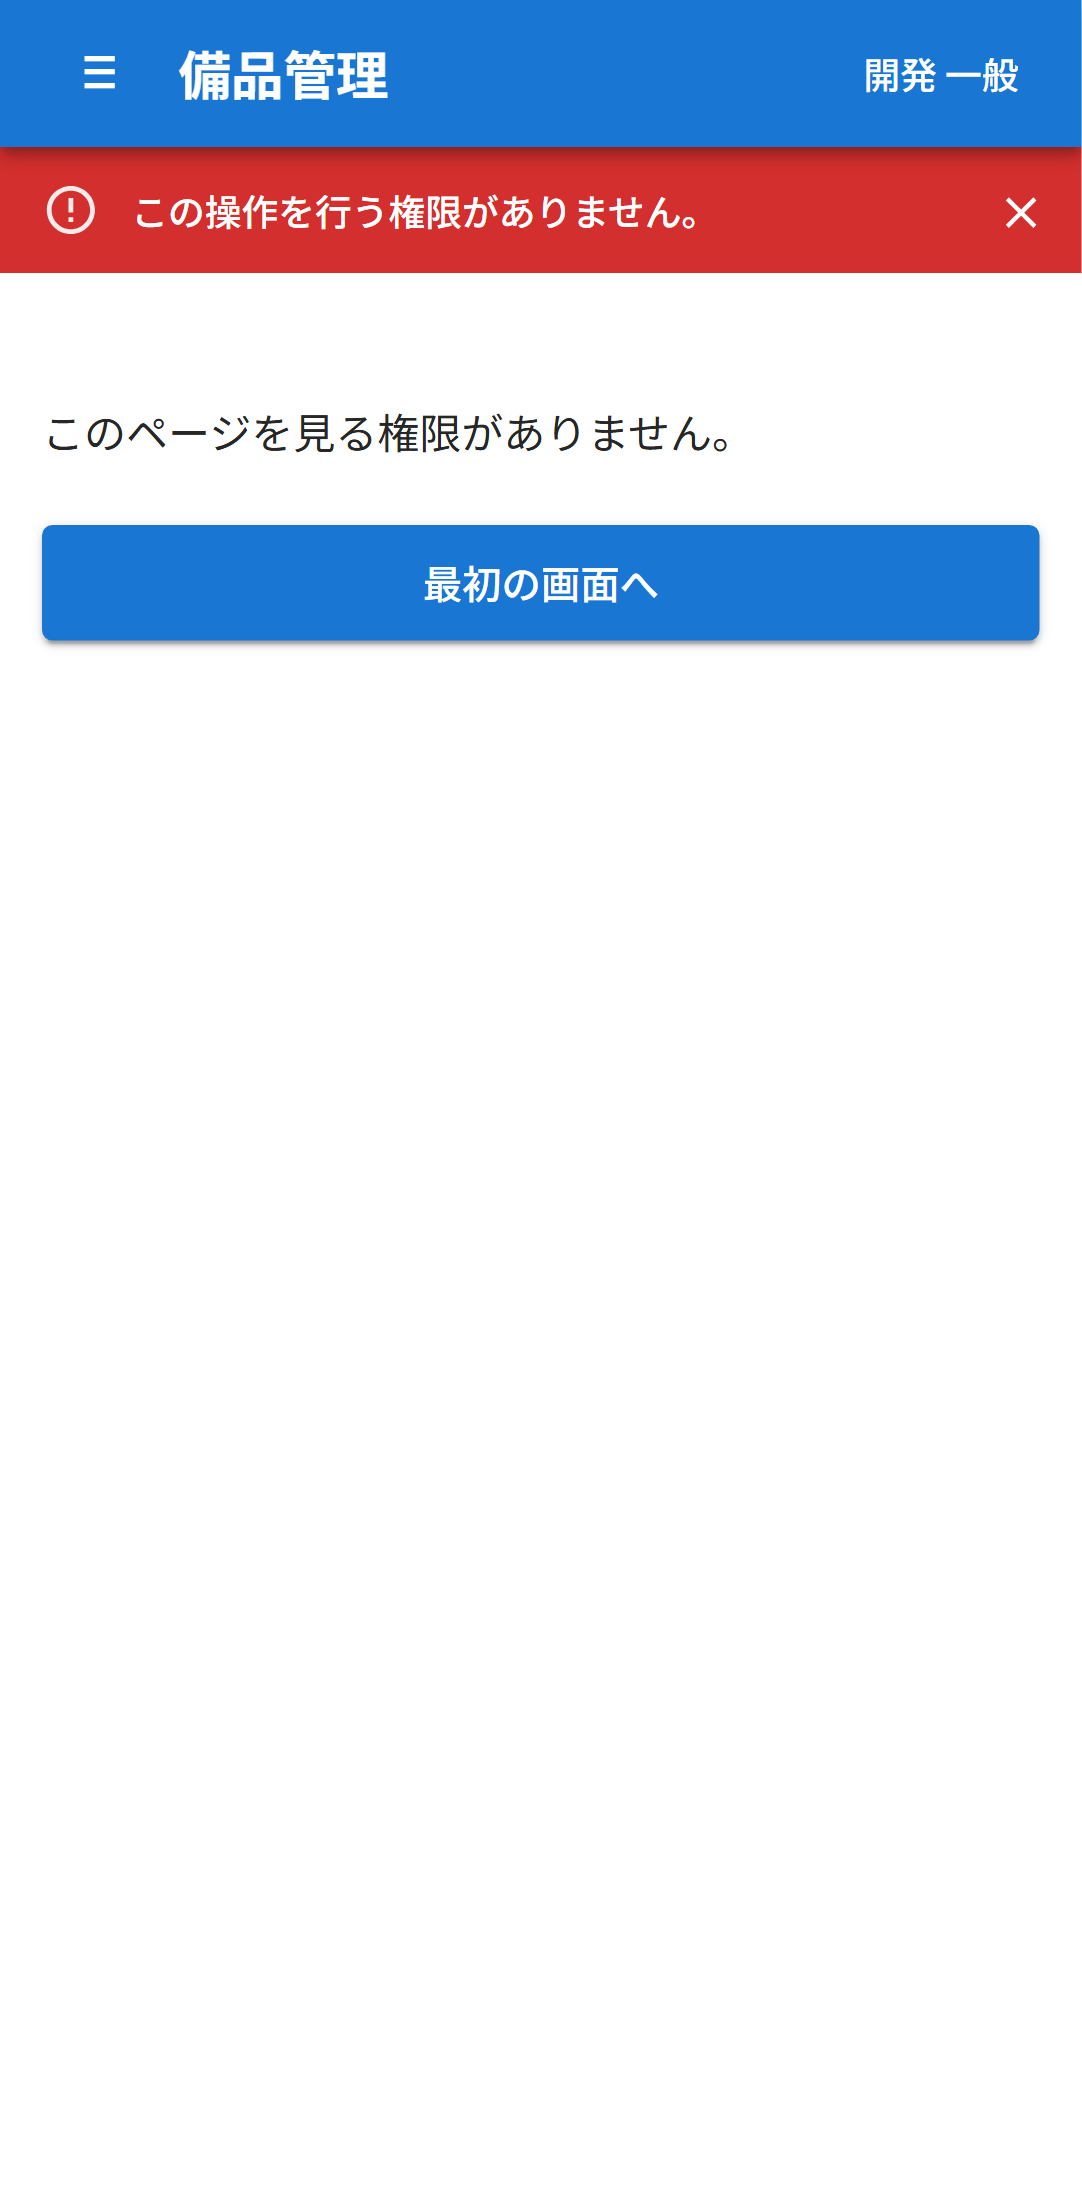 備品管理
開発 一般
この操作を行う権限がありません。
このページを見る権限がありません。
最初の画面へ